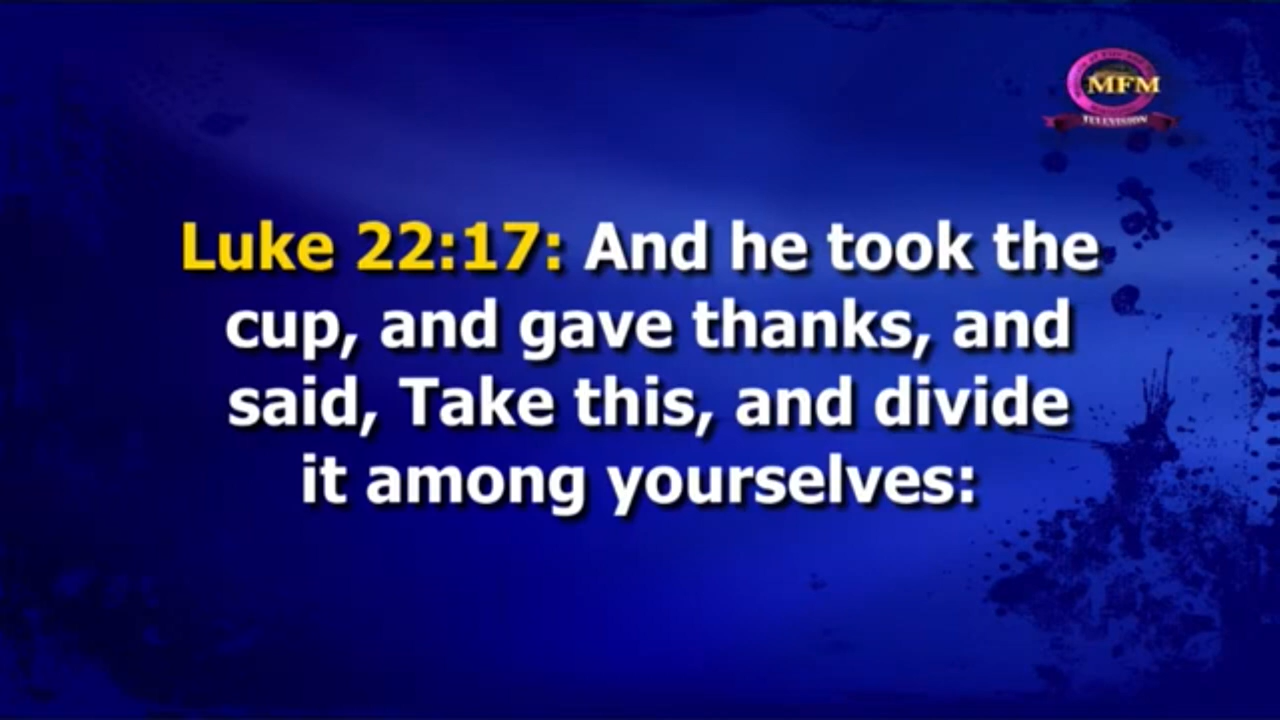 MFM
TELEVISION
Luke 22:17: And he took the
cup, and gave thanks, and
said, Take this, and divide
it among yourselves: